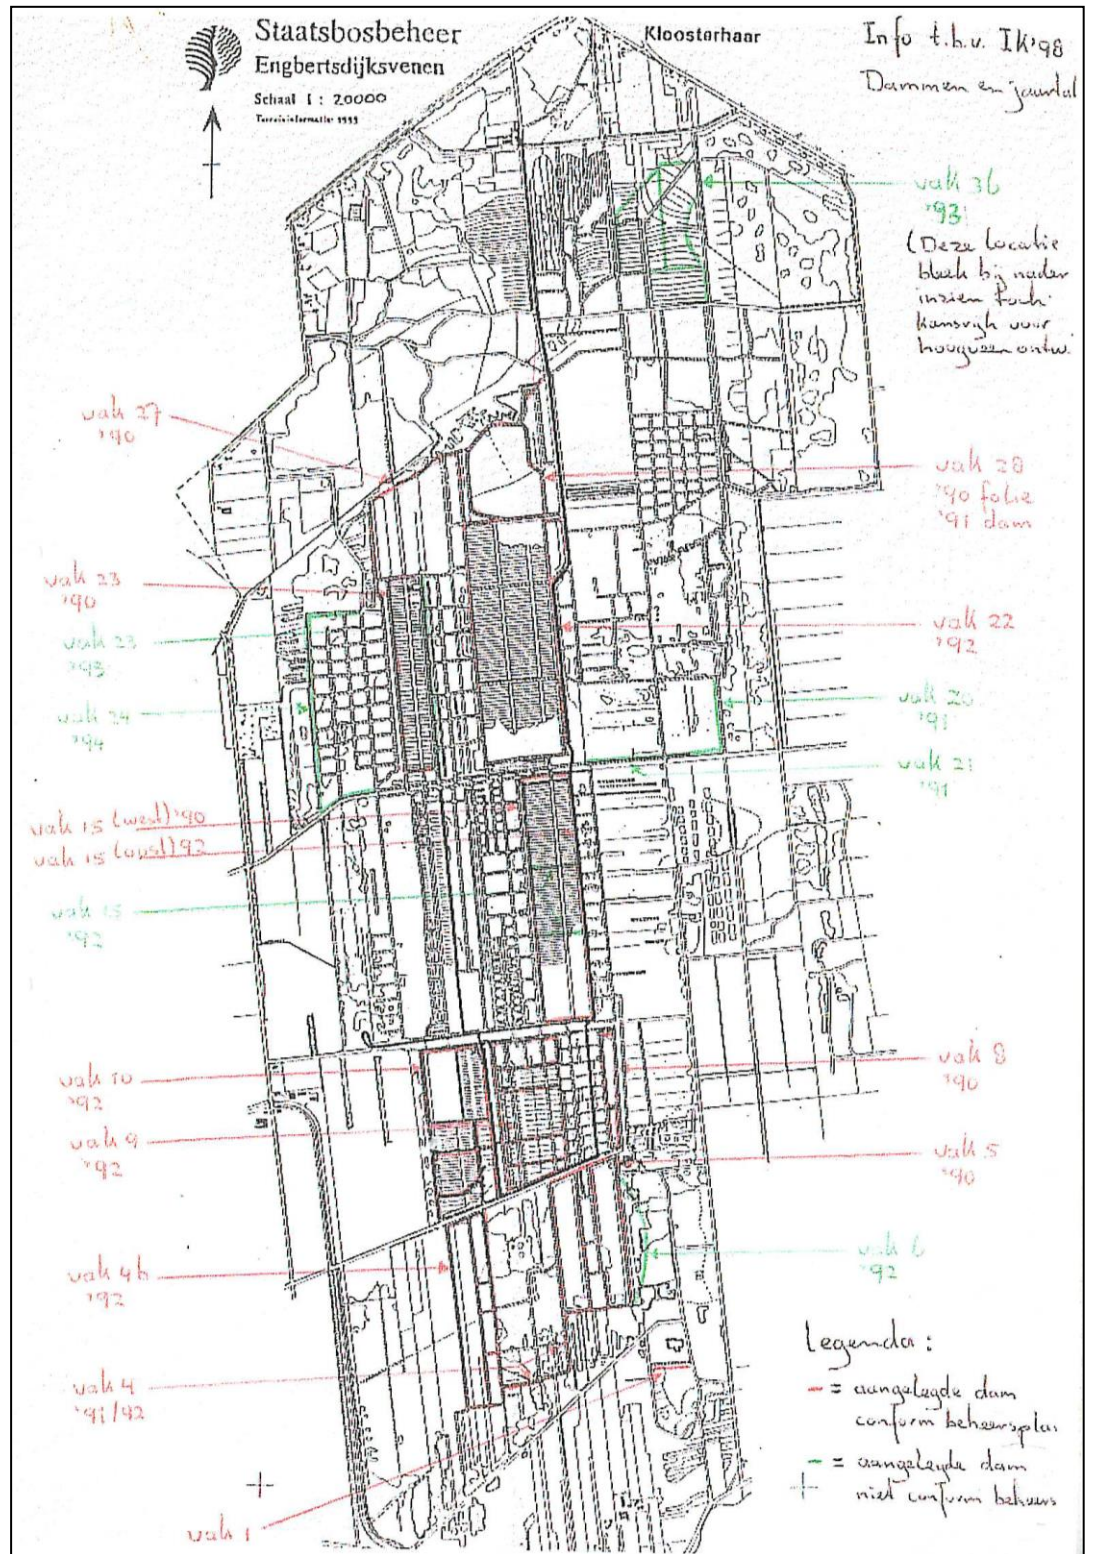 Staatsbosbeheer
Engbertsdijksvenen
Schaal 1 : 20000
Terreininformatie 1993
Kloosterhaar
Info t.b.v. IK'98
Dammen en jaartal
vak 36
'93
(Deze locatie
bleek bij nader
inzien toch
kansrijk voor
hoogveen ontw.
vak 27
'90
vak 28
'90 folie
'91 dam
vak 23
'90
vak 23
'93
vak 22
'92
vak 24
'94
vak 20
'91
vak 21
'91
vak 15 (west) '90
vak 15 (oost) '92
vak 15
'92
vak 10
'92
vak 8
'90
vak 9
'92
vak 5
'90
vak 4b
'92
vak 6
'92
vak 4
'91/92
vak 1
Legenda :
- = aangelegde dam
conform beheersplan
- = aangelegde dam
niet conform beheers